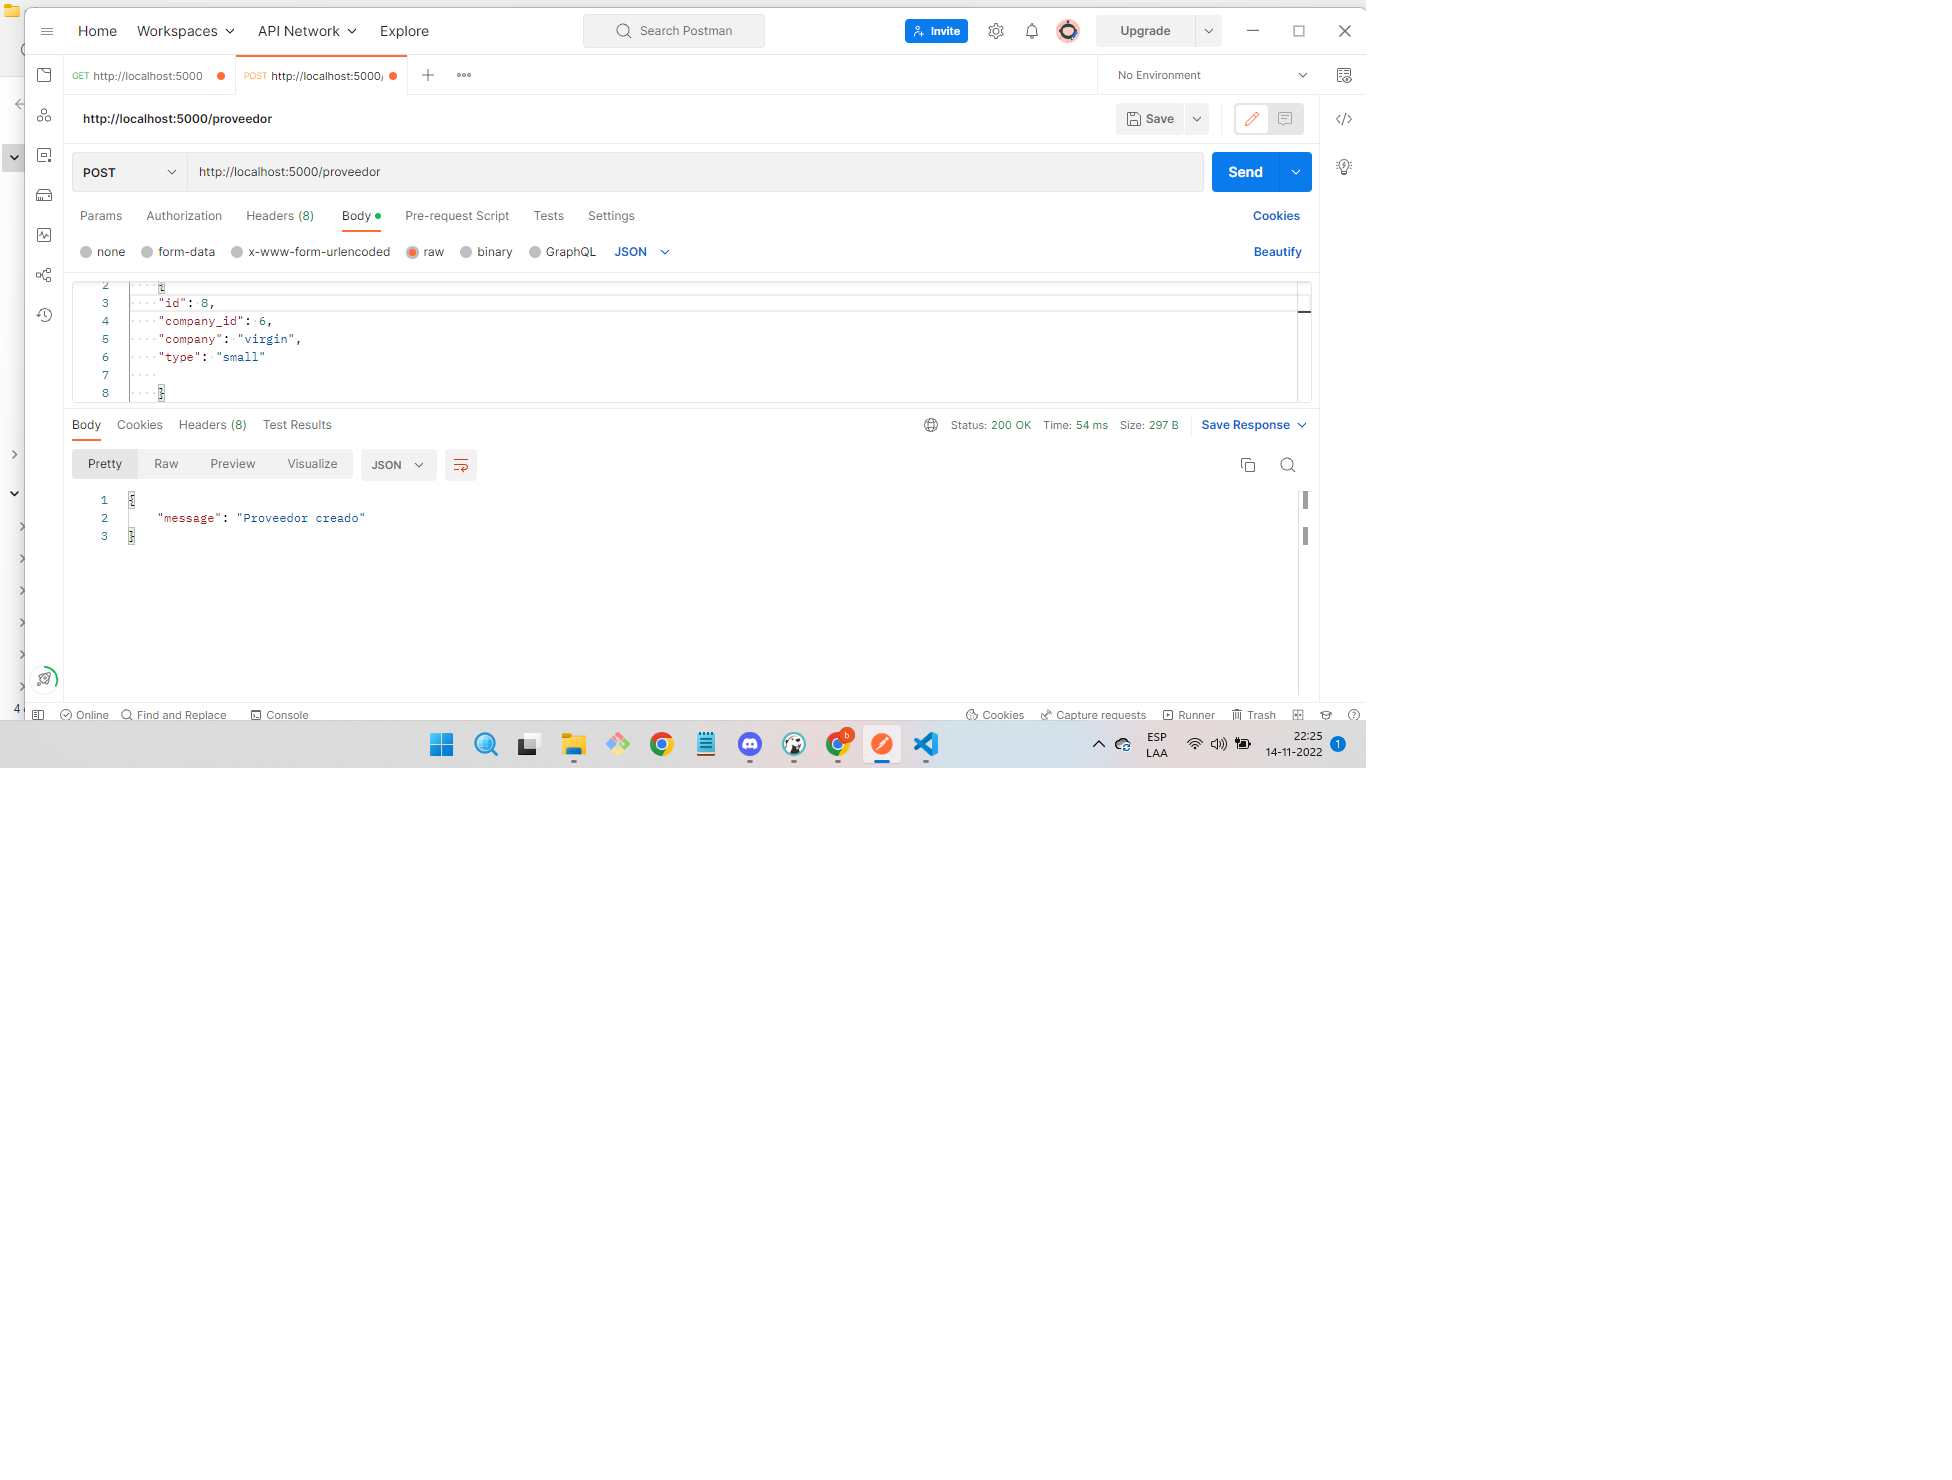 Home Workspaces API Network Explore Search Postman Invite Upgrade
GET http://localhost:5000 POST http://localhost:5000/ No Environment
http://localhost:5000/proveedor Save
POST http://localhost:5000/proveedor Send
Params Authorization Headers (8) Body Pre-request Script Tests Settings Cookies
none form-data x-www-form-urlencoded raw binary GraphQL JSON Beautify
2 {
3 "id": 8,
4 "company_id": 6,
5 "company": "virgin",
6 "type": "small"
7
8 }
Body Cookies Headers (8) Test Results Status: 200 OK Time: 54 ms Size: 297 B Save Response
Pretty Raw Preview Visualize JSON
1 {
2 "message": "Proveedor creado"
3 }
4
Online Find and Replace Console Cookies Capture requests Runner Trash
b
ESP
LAA
22:25
14-11-2022
1